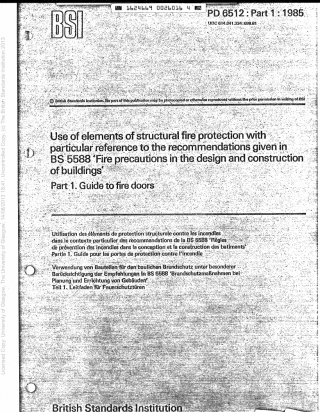 BSI
1624669 0026016 4
PD 6512 : Part 1 : 1985
UDC 614.841.334:698.81
© British Standards Institution. No part of this publication may be photocopied or otherwise reproduced without the prior permission in writing of BSI
Use of elements of structural fire protection with
particular reference to the recommendations given in
BS 5588 'Fire precautions in the design and construction
of buildings'
Part 1. Guide to fire doors
Utilisation des éléments de protection structurale contre les incendies
dans le contexte particulier des recommendations de la BS 5588 'Règles
de prévention des incendies dans la conception et la construction des batiments'
Partie 1. Guide pour les portes de protection contre l'incendie
Verwendung von Bauteilen für den baulichen Brandschutz unter besonderer
Berücksichtigung der Empfehlungen in BS 5588 'Brandschutzmaßnahmen bei
Planung und Errichtung von Gebäuden'
Teil 1. Leitfaden für Feuerschutztüren
British Standards Institution